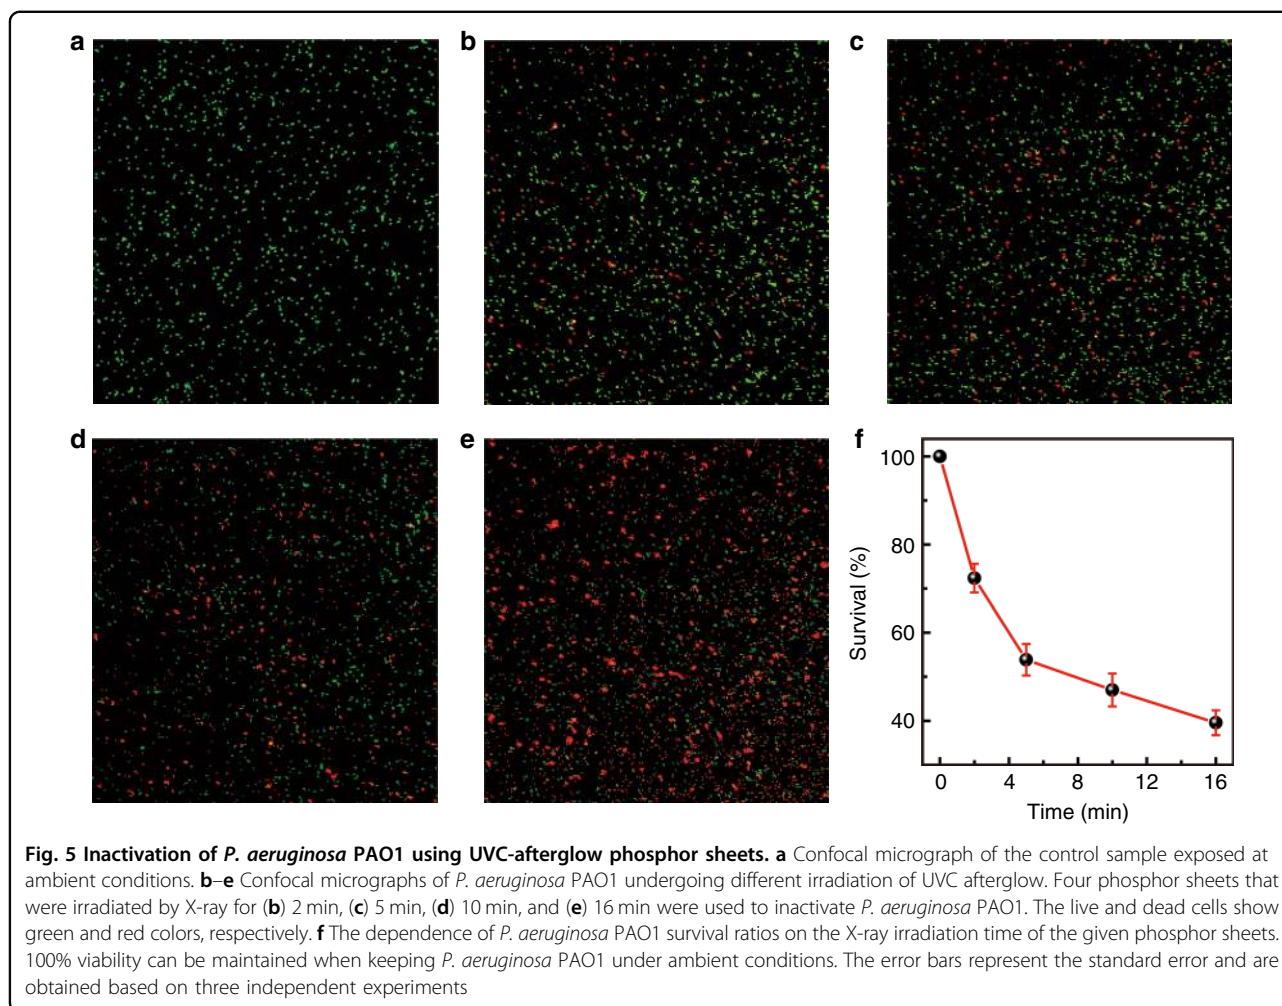 a
b
c
d
e
f
100
80
60
40
Survival (%)
0
4
8
12
16
Time (min)
Fig. 5 Inactivation of P. aeruginosa PAO1 using UVC-afterglow phosphor sheets. a Confocal micrograph of the control sample exposed at
ambient conditions. b–e Confocal micrographs of P. aeruginosa PAO1 undergoing different irradiation of UVC afterglow. Four phosphor sheets that
were irradiated by X-ray for (b) 2 min, (c) 5 min, (d) 10 min, and (e) 16 min were used to inactivate P. aeruginosa PAO1. The live and dead cells show
green and red colors, respectively. f The dependence of P. aeruginosa PAO1 survival ratios on the X-ray irradiation time of the given phosphor sheets.
100% viability can be maintained when keeping P. aeruginosa PAO1 under ambient conditions. The error bars represent the standard error and are
obtained based on three independent experiments